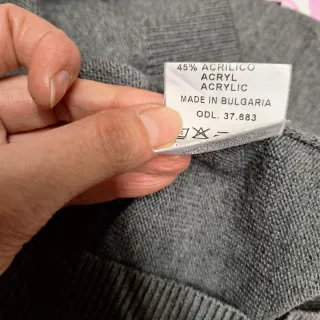 45% ACRILICO
ACRYL
ACRYLIC
MADE IN BULGARIA
ODL. 37.683